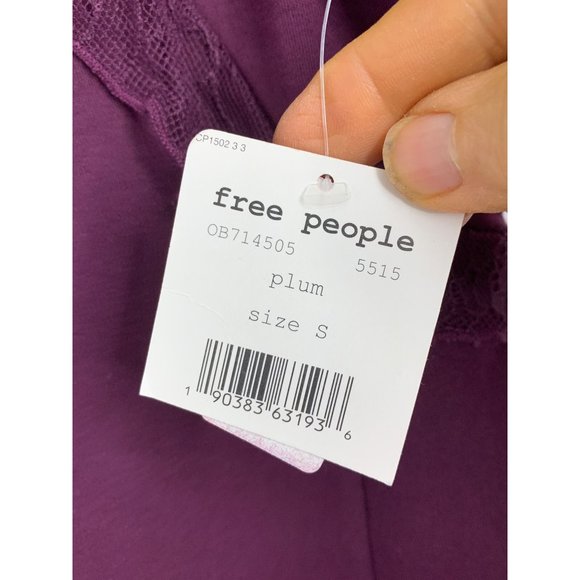 CP1502 3 3
free people
OB714505 5515
plum
size S
1 90383 63193 6